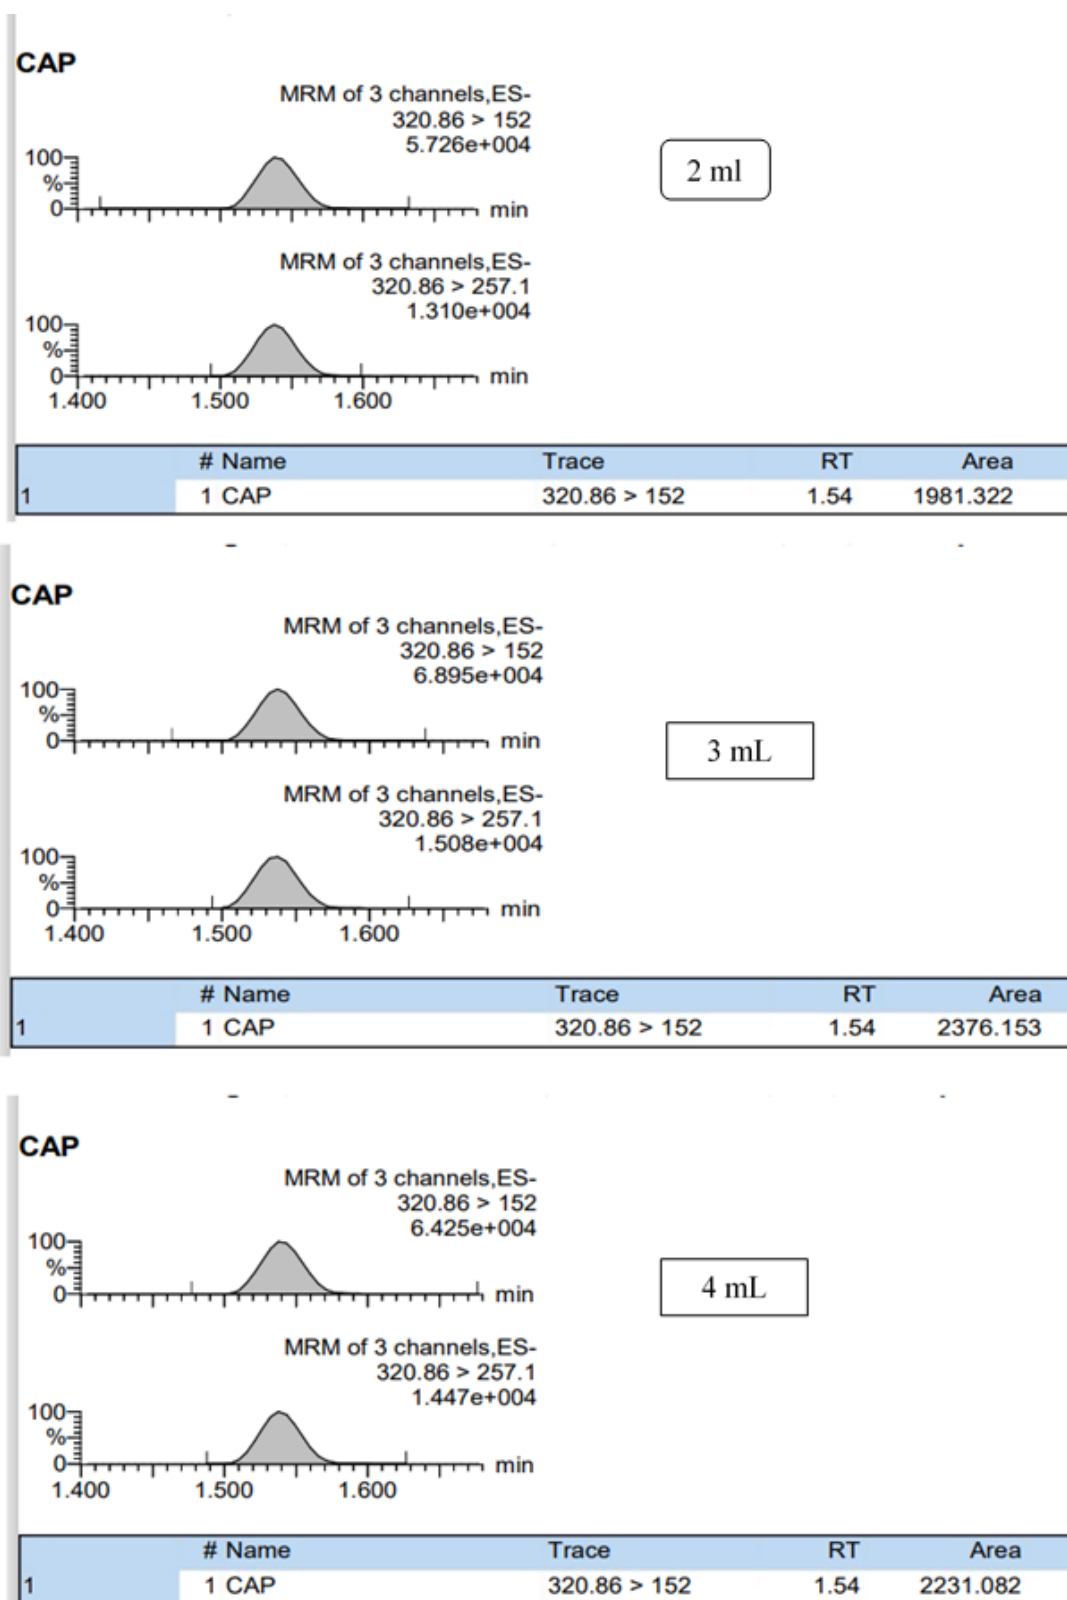 CAP
MRM of 3 channels,ES-
320.86 > 152
5.726e+004
100
%
0
min
MRM of 3 channels,ES-
320.86 > 257.1
1.310e+004
100
%
0
min
1.400 1.500 1.600
2 ml
# Name Trace RT Area
1 1 CAP 320.86 > 152 1.54 1981.322
CAP
MRM of 3 channels,ES-
320.86 > 152
6.895e+004
100
%
0
min
MRM of 3 channels,ES-
320.86 > 257.1
1.508e+004
100
%
0
min
1.400 1.500 1.600
3 mL
# Name Trace RT Area
1 1 CAP 320.86 > 152 1.54 2376.153
CAP
MRM of 3 channels,ES-
320.86 > 152
6.425e+004
100
%
0
min
MRM of 3 channels,ES-
320.86 > 257.1
1.447e+004
100
%
0
min
1.400 1.500 1.600
4 mL
# Name Trace RT Area
1 1 CAP 320.86 > 152 1.54 2231.082